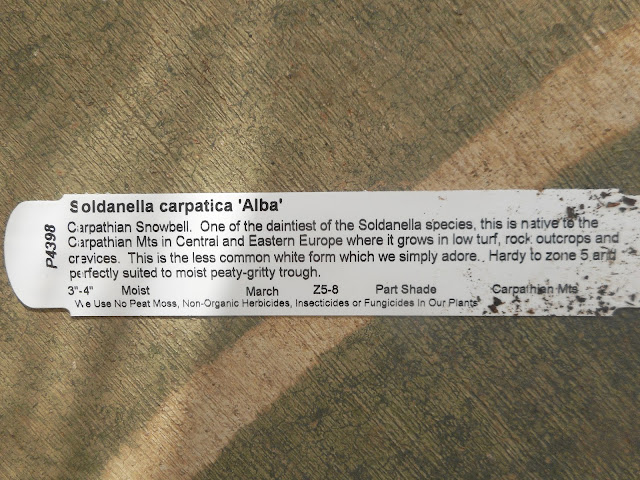 P4398
Soldanella carpatica 'Alba'
Carpathian Snowbell. One of the daintiest of the Soldanella species, this is native to the
Carpathian Mts in Central and Eastern Europe where it grows in low turf, rock outcrops and
crevices. This is the less common white form which we simply adore. Hardy to zone 5 and
perfectly suited to moist peaty-gritty trough.
3"-4" Moist March Z5-8 Part Shade Carpathian Mts
We Use No Peat Moss, Non-Organic Herbicides, Insecticides or Fungicides In Our Plants